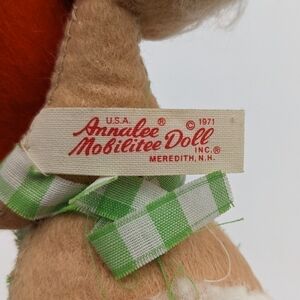 U.S.A. ® © 1971
Annalee
Mobilitee Doll
INC.®
MEREDITH, N.H.